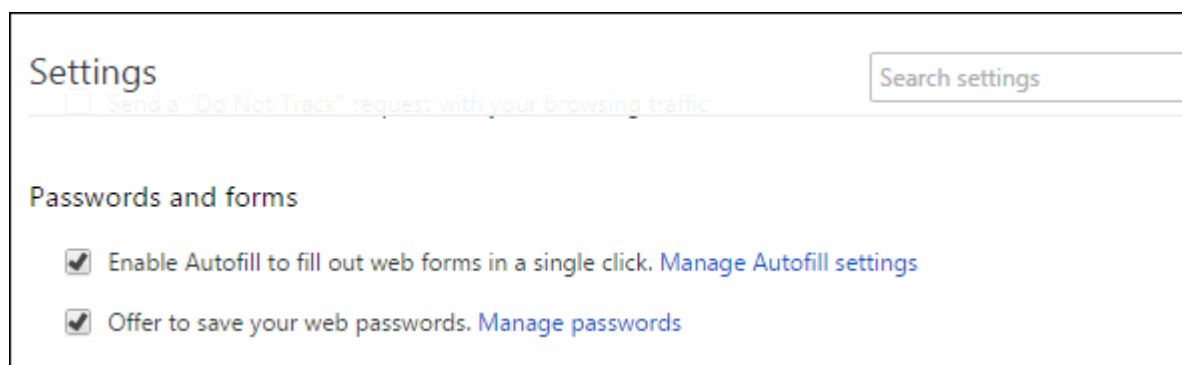 Settings
Search settings
Send a "Do Not Track" request with your browsing traffic
Passwords and forms
Enable Autofill to fill out web forms in a single click. Manage Autofill settings
Offer to save your web passwords. Manage passwords